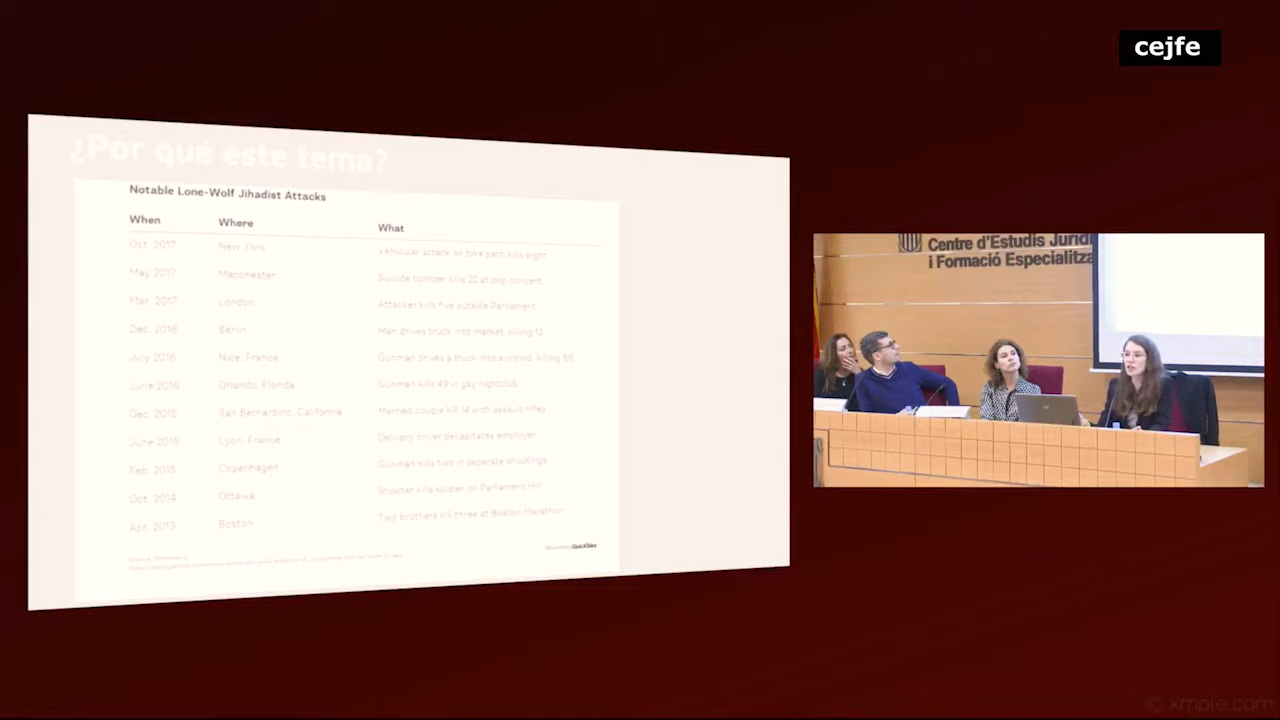 cejfe
¿Por qué este tema?
Notable Lone-Wolf Jihadist Attacks
When Where What
Oct. 2017 New York Vehicular attack on bike path kills eight
May 2017 Manchester Suicide bomber kills 22 at pop concert
Mar. 2017 London Attacker kills five outside Parliament
Dec. 2016 Berlin Man drives truck into market, killing 12
July 2016 Nice, France Gunman drives a truck into a crowd, killing 86
June 2016 Orlando, Florida Gunman kills 49 in gay nightclub
Dec. 2015 San Bernardino, California Married couple kill 14 with assault rifles
June 2015 Lyon, France Delivery driver decapitates employer
Feb. 2015 Copenhagen Gunman kills two in separate shootings
Oct. 2014 Ottawa Shooter kills soldier on Parliament Hill
Apr. 2013 Boston Two brothers kill three at Boston Marathon
Bloomberg QuickTake
Centre d'Estudis Juríd
i Formació Especialitza
© xmple.com